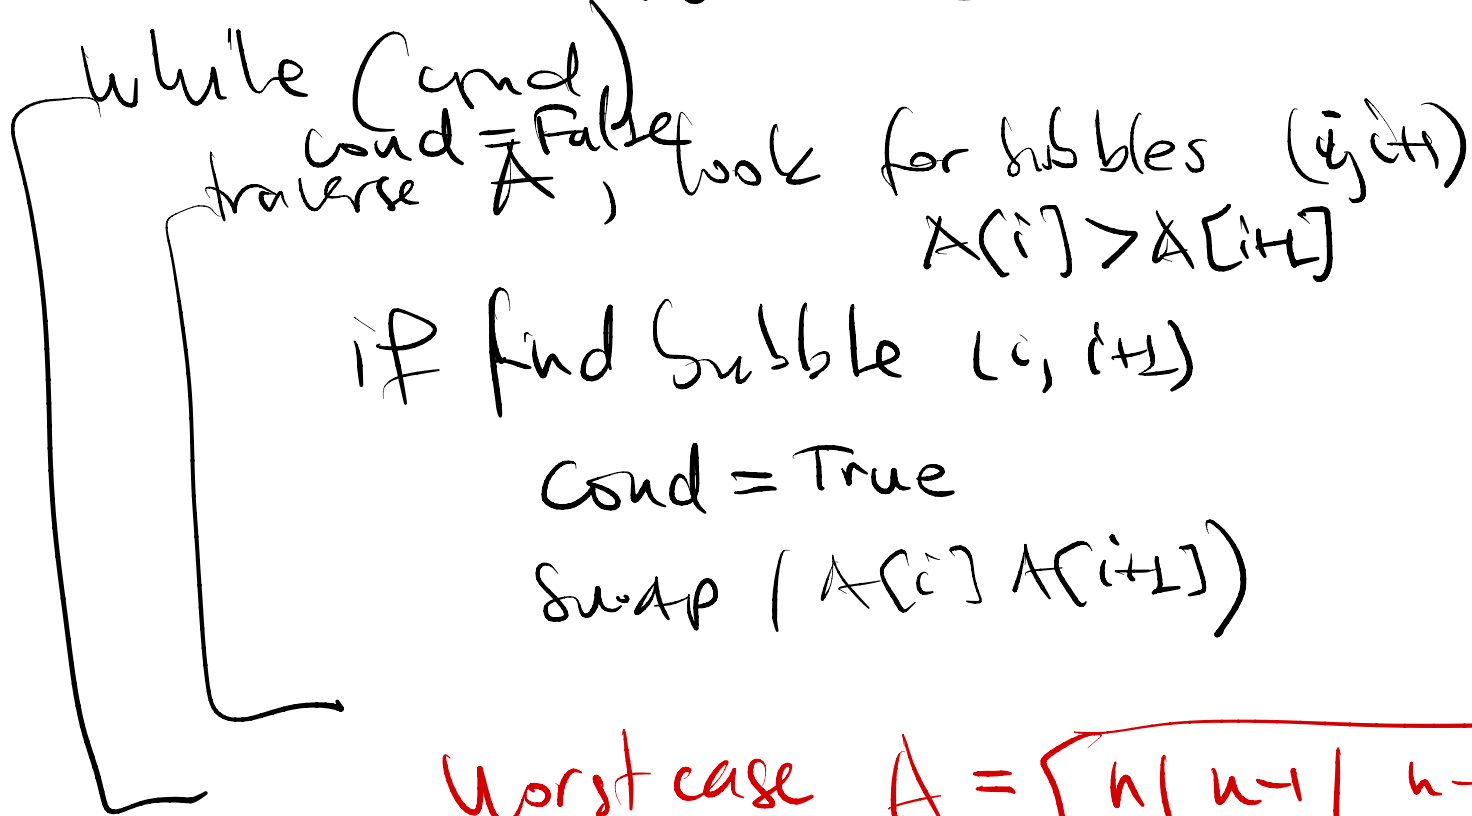 while (cond)
cond = False
traverse A, look for bubbles (i, i+1)
A[i] > A[i+1]
if find bubble (i, i+1)
cond = True
swap (A[i] A[i+1])
Worst case A = [n | n-1 | n-